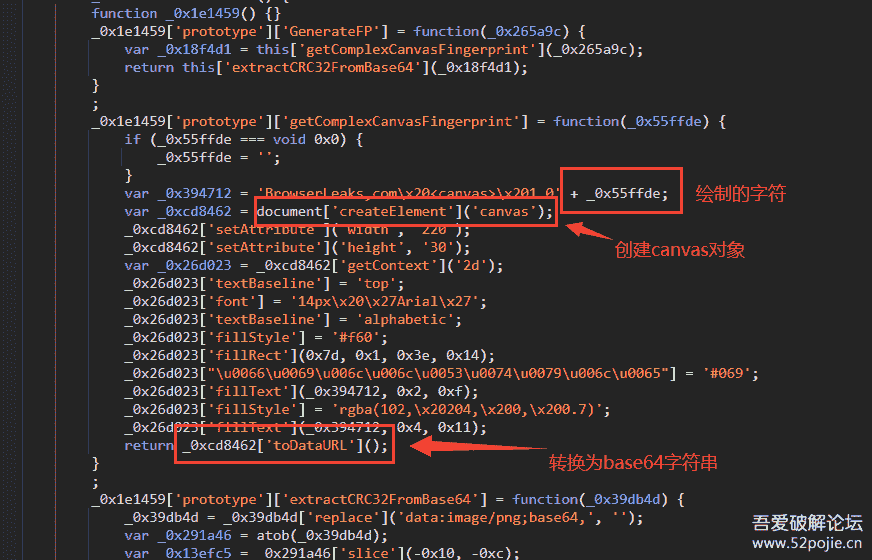 function _0x1e1459() {}
_0x1e1459['prototype']['GenerateFP'] = function(_0x265a9c) {
var _0x18f4d1 = this['getComplexCanvasFingerprint'](_0x265a9c);
return this['extractCRC32FromBase64'](_0x18f4d1);
}
;
_0x1e1459['prototype']['getComplexCanvasFingerprint'] = function(_0x55ffde) {
if (_0x55ffde === void 0x0) {
_0x55ffde = '';
}
var _0x394712 = 'BrowserLeaks,com\x20<canvas>\x201.0' + _0x55ffde;
绘制的字符
var _0xcd8462 = document['createElement']('canvas');
_0xcd8462['setAttribute']('width', '220');
创建canvas对象
_0xcd8462['setAttribute']('height', '30');
var _0x26d023 = _0xcd8462['getContext']('2d');
_0x26d023['textBaseline'] = 'top';
_0x26d023['font'] = '14px\x20\x27Arial\x27';
_0x26d023['textBaseline'] = 'alphabetic';
_0x26d023['fillStyle'] = '#f60';
_0x26d023['fillRect'](0x7d, 0x1, 0x3e, 0x14);
_0x26d023["\u0066\u0069\u006c\u006c\u0053\u0074\u0079\u006c\u0065"] = '#069';
_0x26d023['fillText'](_0x394712, 0x2, 0xf);
_0x26d023['fillStyle'] = 'rgba(102,\x20204,\x200,\x200.7)';
_0x26d023['fillText'](_0x394712, 0x4, 0x11);
return _0xcd8462['toDataURL']();
转换为base64字符串
}
;
_0x1e1459['prototype']['extractCRC32FromBase64'] = function(_0x39db4d) {
_0x39db4d = _0x39db4d['replace']('data:image/png;base64,', '');
var _0x291a46 = atob(_0x39db4d);
var _0x13efc5 = _0x291a46['slice'](-0x10, -0xc);
吾爱破解论坛
www.52pojie.cn